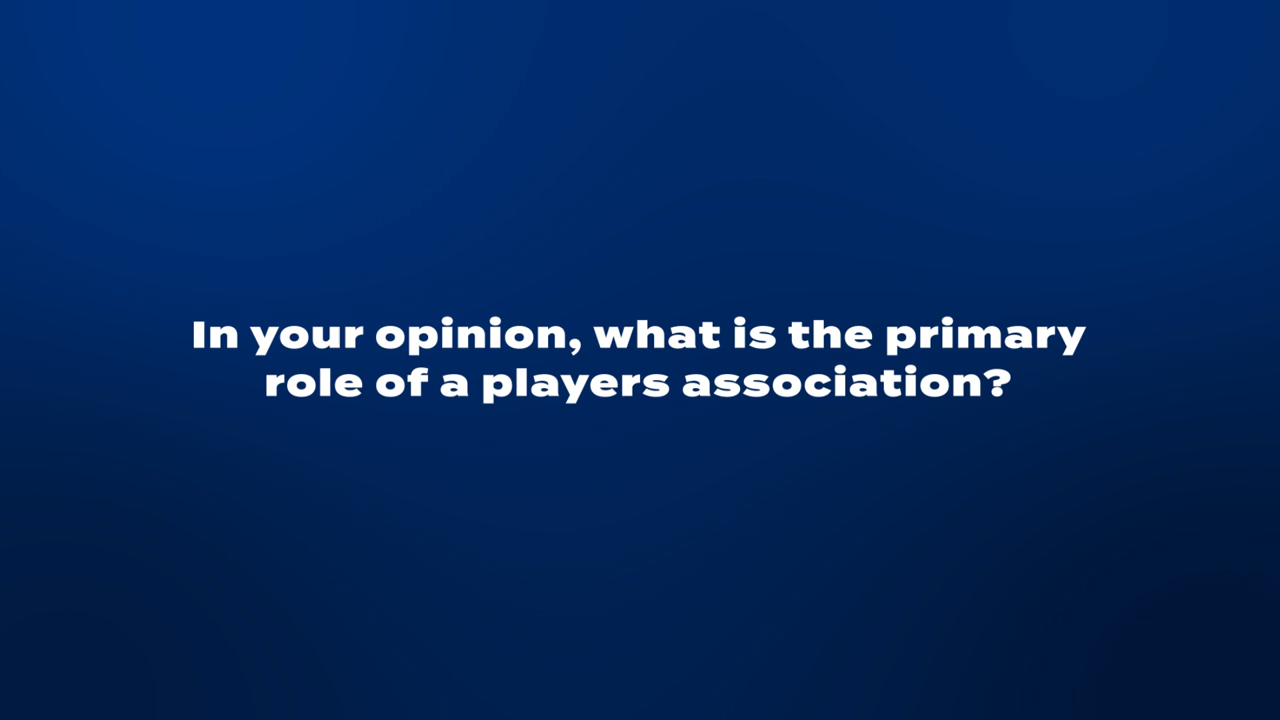 In your opinion, what is the primary
role of a players association?